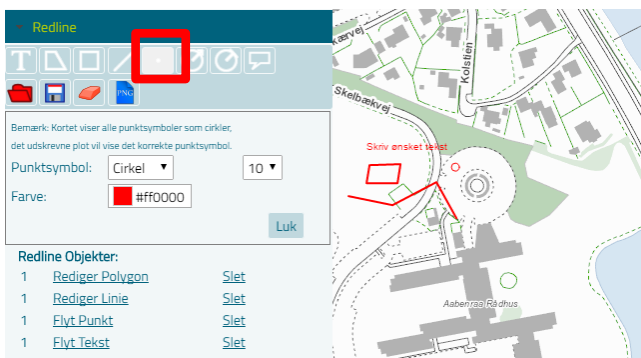 Redline
T
PNG
Bemærk: Kortet viser alle punktsymboler som cirkler,
det udskrevne plot vil vise det korrekte punktsymbol.
Punktsymbol: Cirkel 10
Farve: #ff0000
Luk
Redline Objekter:
1 Rediger Polygon Slet
1 Rediger Linie Slet
1 Flyt Punkt Slet
1 Flyt Tekst Slet
Kolstien
Skelbækvej
Skriv ønsket tekst
Aabenraa Rådhus